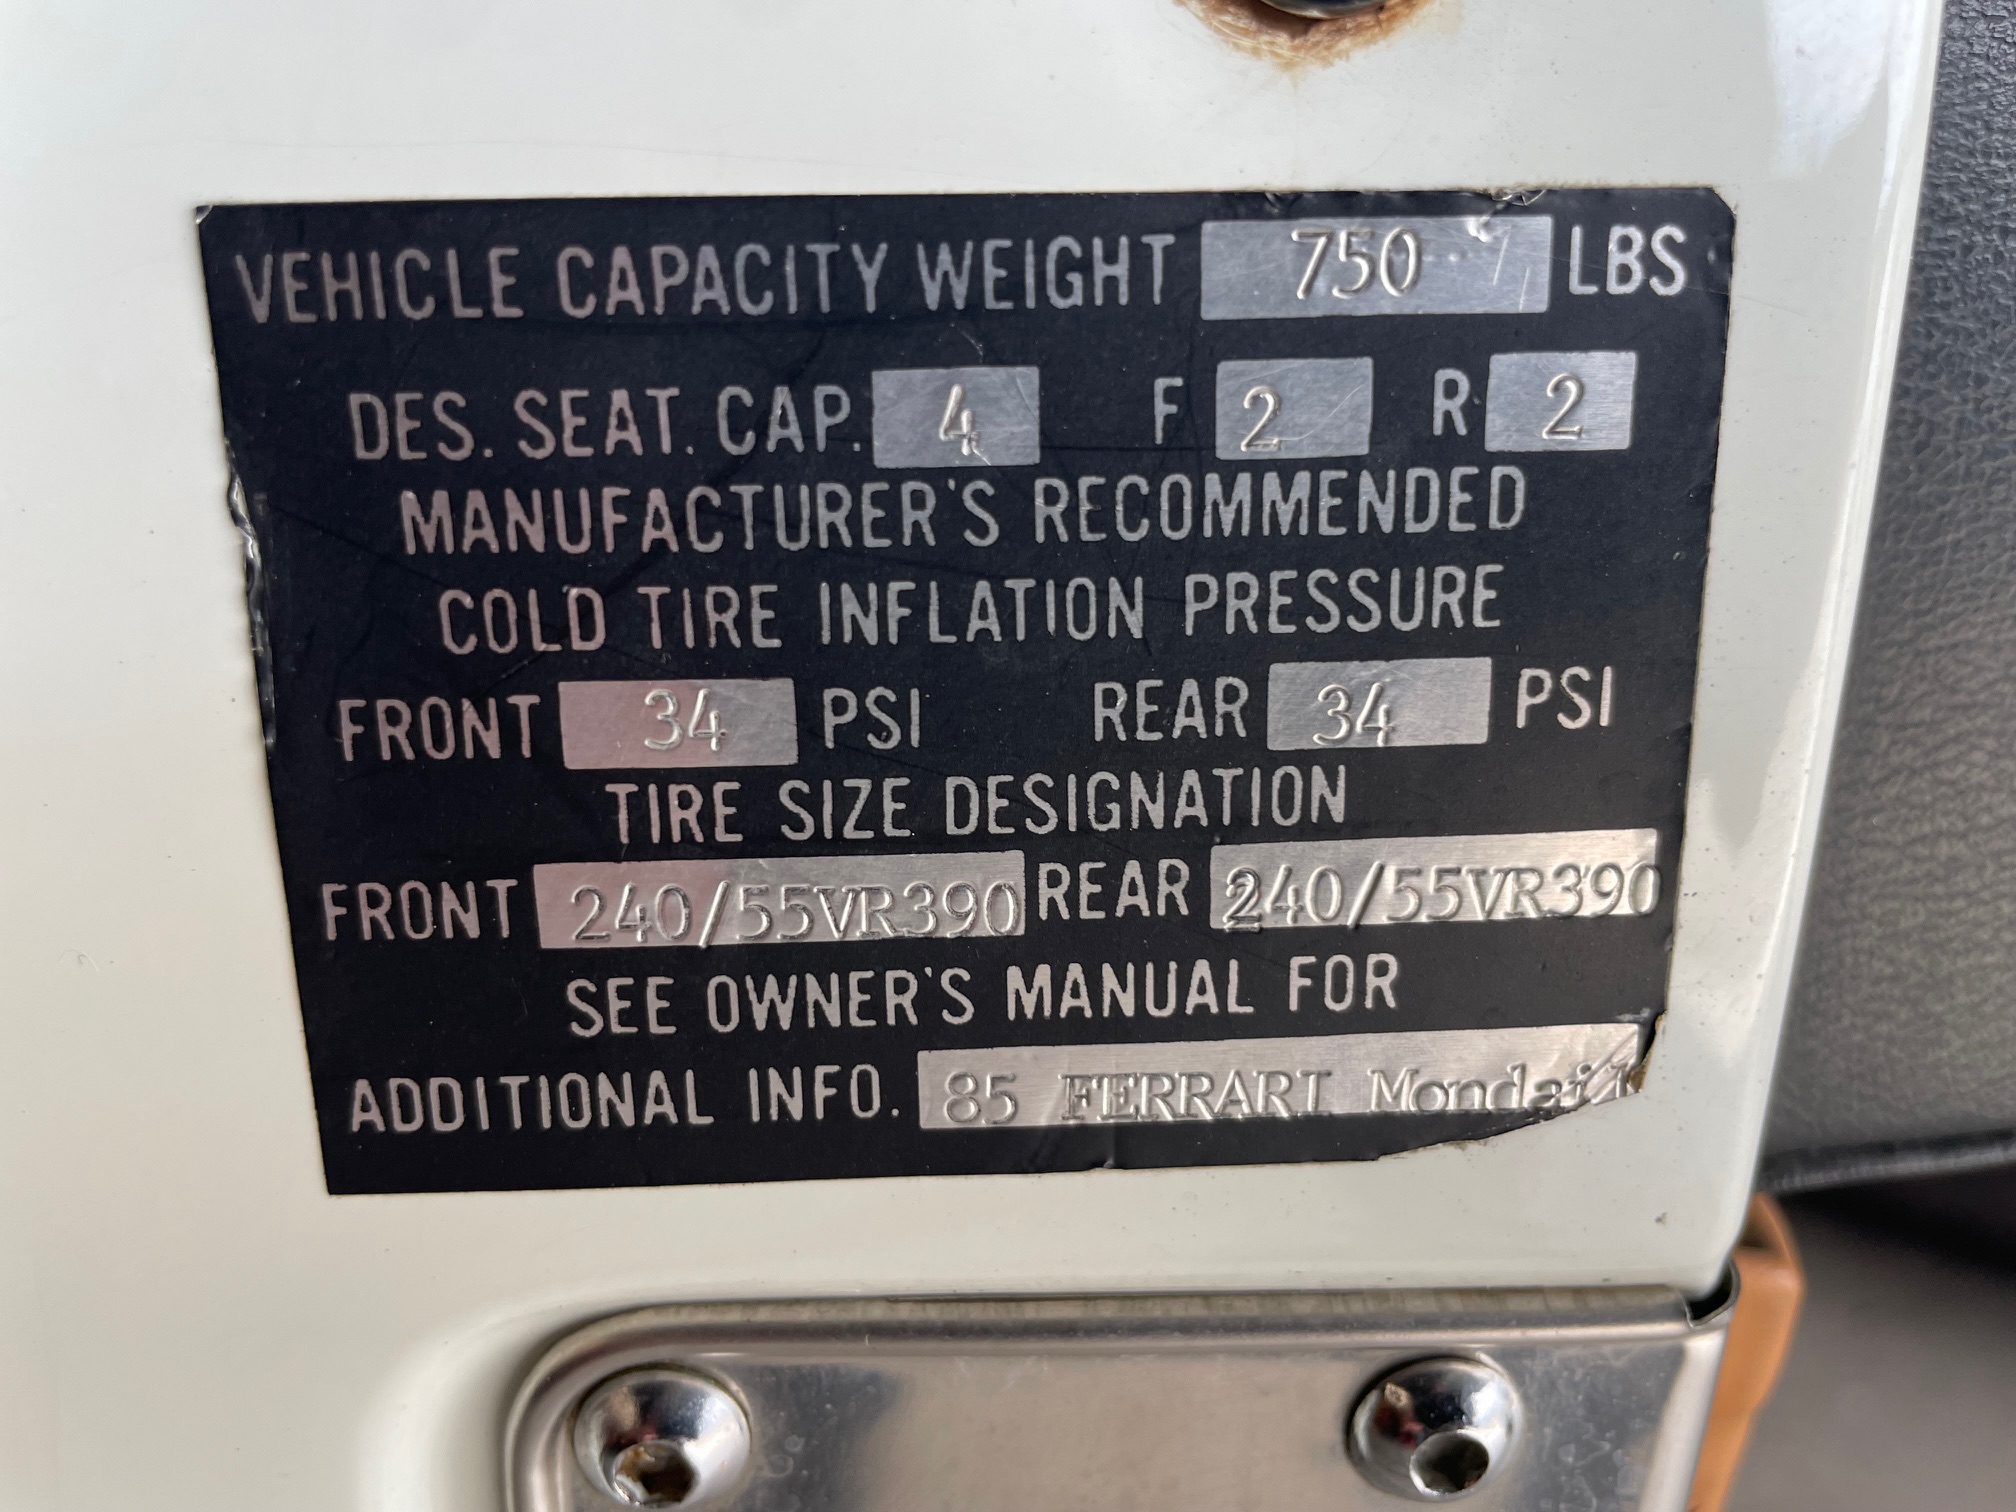 VEHICLE CAPACITY WEIGHT 750 LBS
DES. SEAT. CAP. 4 F 2 R 2
MANUFACTURER'S RECOMMENDED
COLD TIRE INFLATION PRESSURE
FRONT 34 PSI REAR 34 PSI
TIRE SIZE DESIGNATION
FRONT 240/55VR390 REAR 240/55VR390
SEE OWNER'S MANUAL FOR
ADDITIONAL INFO. 85 FERRARI Mondail